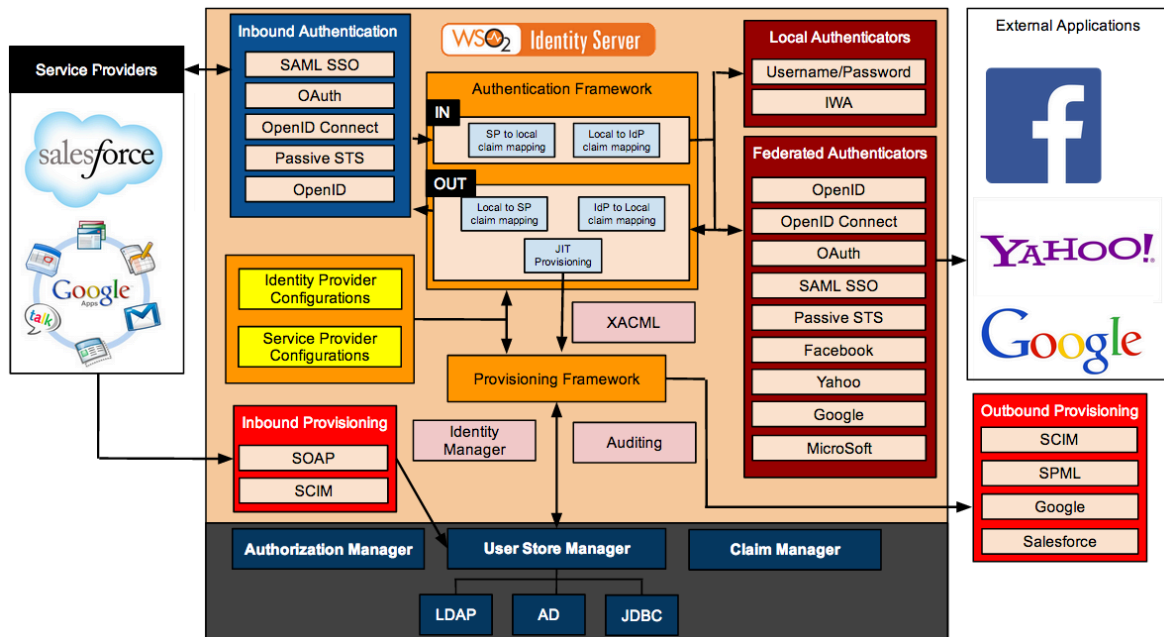 Service Providers
salesforce
Google
Apps
talk
Inbound Authentication
SAML SSO
OAuth
OpenID Connect
Passive STS
OpenID
WSO2 Identity Server
Authentication Framework
IN
SP to local
claim mapping
Local to IdP
claim mapping
OUT
Local to SP
claim mapping
IdP to Local
claim mapping
JIT
Provisioning
Local Authenticators
Username/Password
IWA
Federated Authenticators
OpenID
OpenID Connect
OAuth
SAML SSO
Passive STS
Facebook
Yahoo
Google
MicroSoft
External Applications
f
YAHOO!
Google
Identity Provider
Configurations
Service Provider
Configurations
XACML
Provisioning Framework
Identity
Manager
Auditing
Inbound Provisioning
SOAP
SCIM
Outbound Provisioning
SCIM
SPML
Google
Salesforce
Authorization Manager
User Store Manager
Claim Manager
LDAP
AD
JDBC